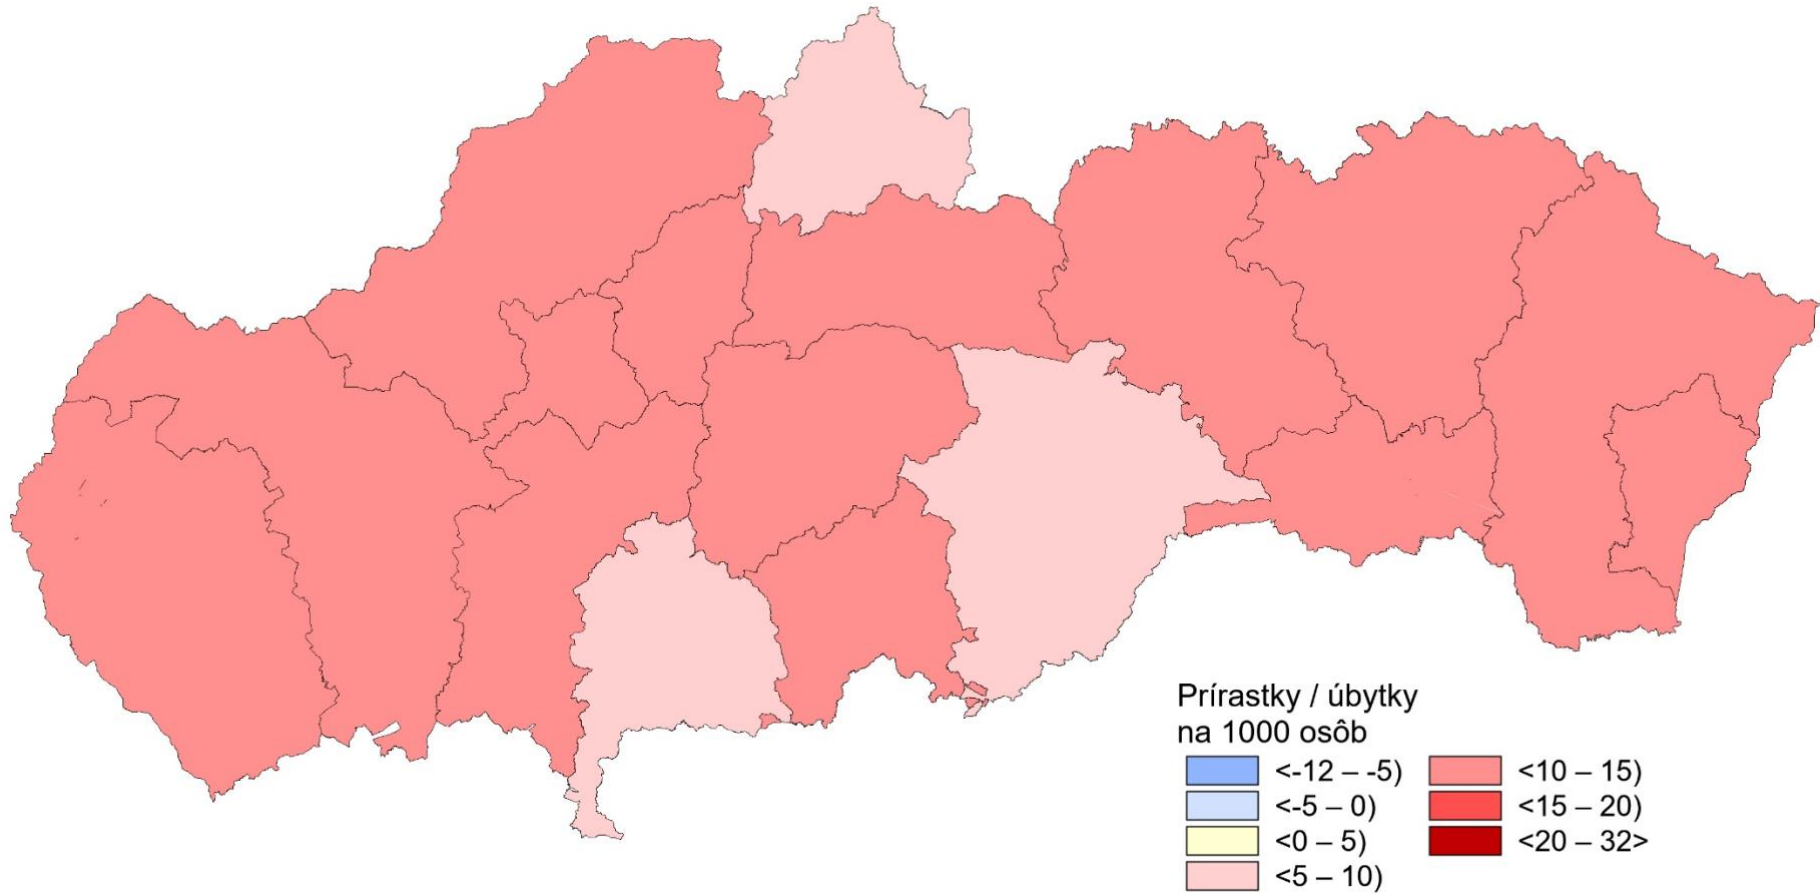 Prírastky / úbytky
na 1000 osôb
<-12 – -5)
<-5 – 0)
<0 – 5)
<5 – 10)
<10 – 15)
<15 – 20)
<20 – 32>